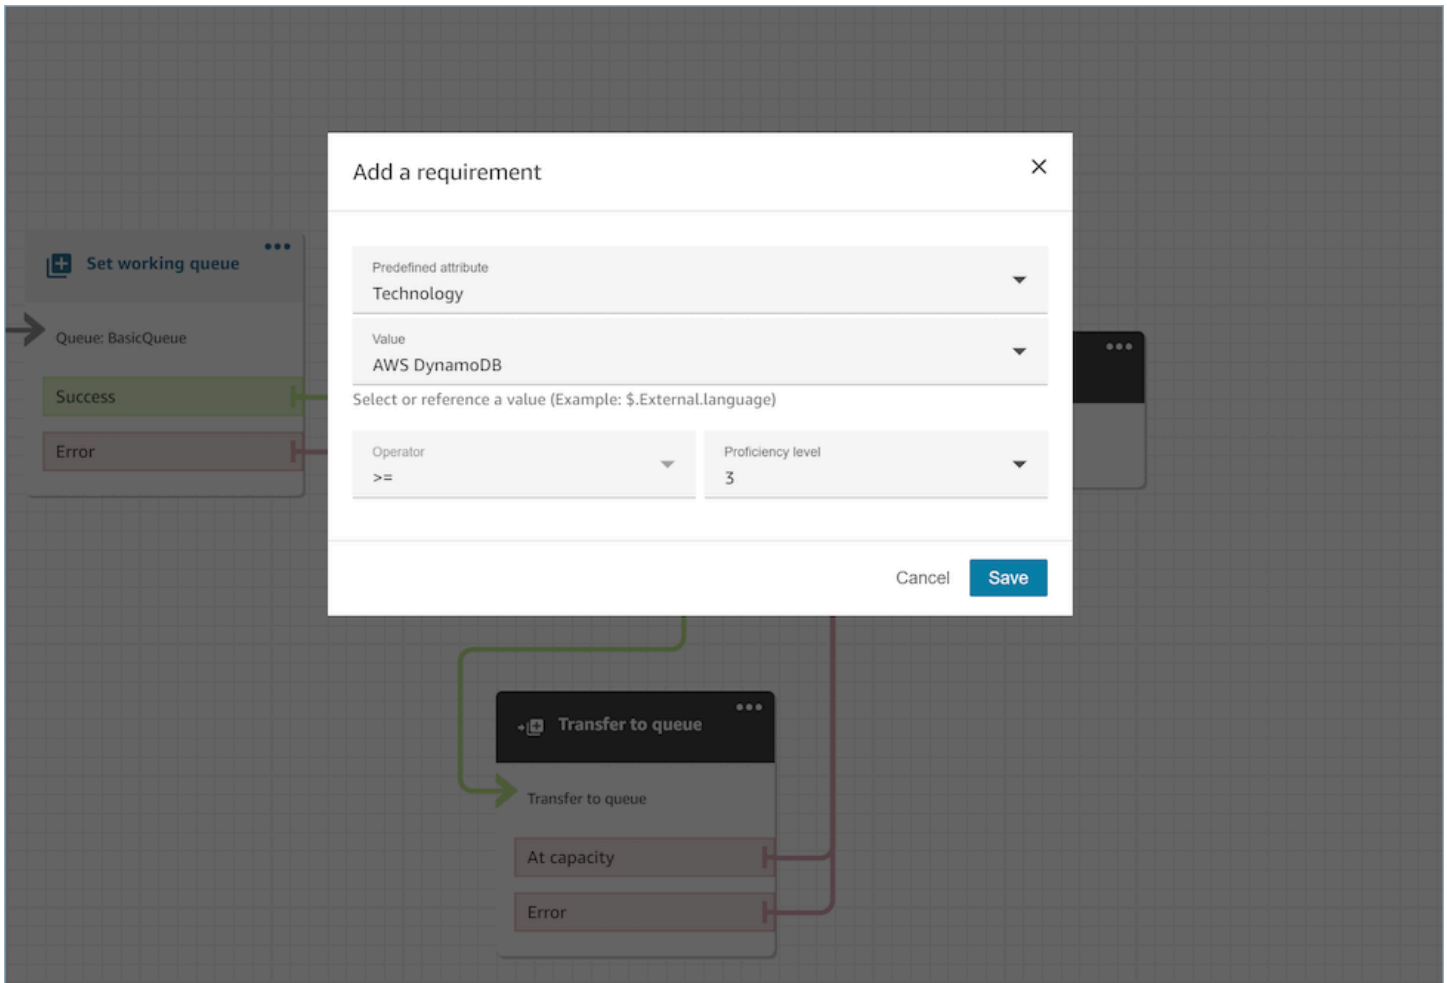 Add a requirement
Predefined attribute
Technology
Value
AWS DynamoDB
Select or reference a value (Example: $.External.language)
Operator
>=
Proficiency level
3
Cancel
Save
Set working queue
Queue: BasicQueue
Success
Error
Transfer to queue
Transfer to queue
At capacity
Error